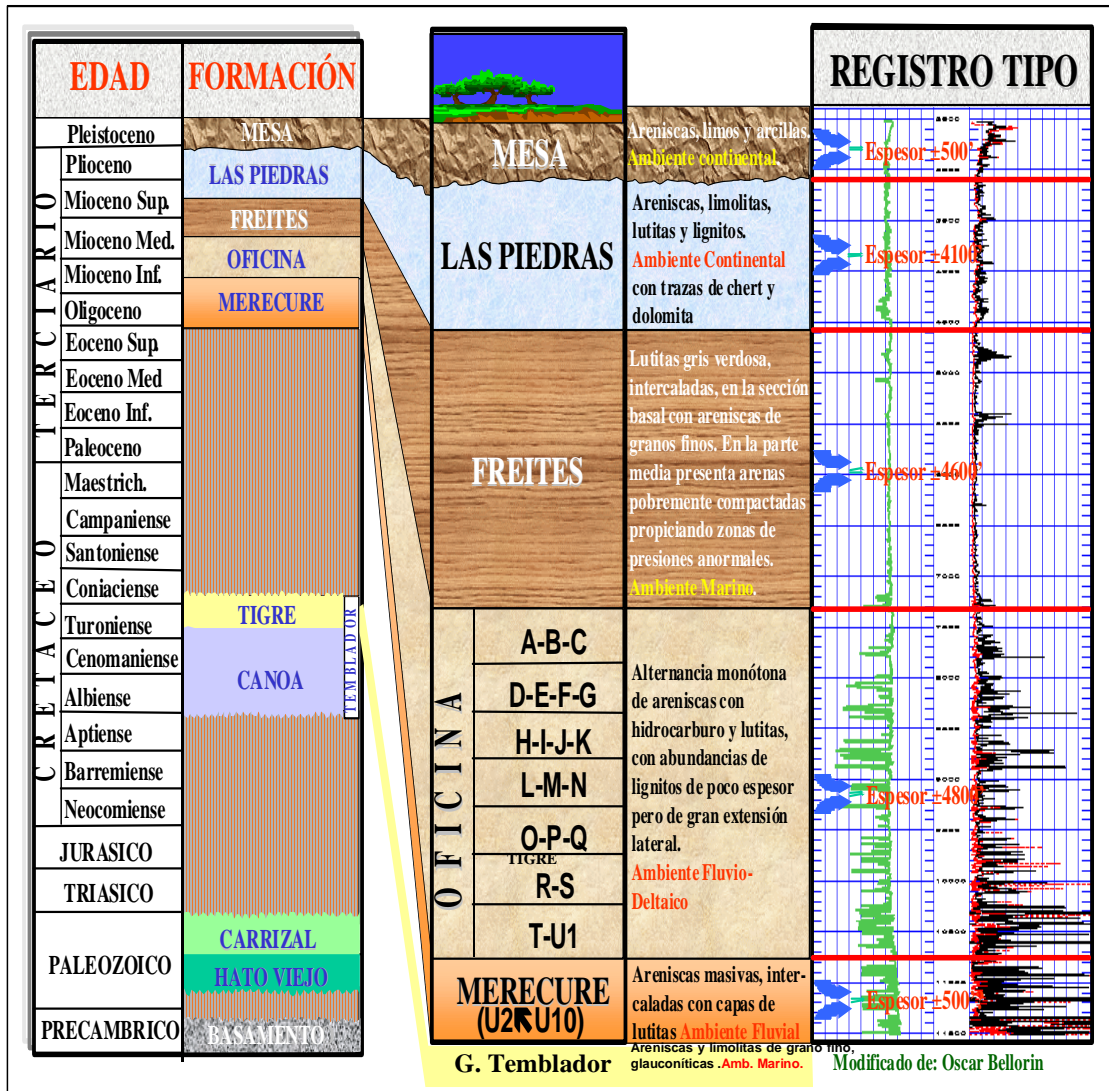 EDAD
FORMACIÓN
Pleistoceno
Plioceno
Mioceno Sup.
Mioceno Med.
Mioceno Inf.
Oligoceno
Eoceno Sup.
Eoceno Med
Eoceno Inf.
Paleoceno
Maestrich.
Campaniense
Santoniense
Coniaciense
Turoniense
Cenomaniense
Albiense
Aptiense
Barremiense
Neocomiense
JURASICO
TRIASICO
PALEOZOICO
PRECAMBRICO
TERCIARIO
CRETACEO
MESA
LAS PIEDRAS
FREITES
OFICINA
MERECURE
TIGRE
CANOA
TEMBLADOR
CARRIZAL
HATO VIEJO
BASAMENTO
MESA
LAS PIEDRAS
FREITES
OFICINA
A-B-C
D-E-F-G
H-I-J-K
L-M-N
O-P-Q
TIGRE
R-S
T-U1
MERECURE
(U2 U10)
G. Temblador
Areniscas, limos y arcillas.
Ambiente continental.
Areniscas, limolitas,
lutitas y lignitos.
Ambiente Continental
con trazas de chert y
dolomita
Lutitas gris verdosa,
intercaladas, en la sección
basal con areniscas de
granos finos. En la parte
media presenta arenas
pobremente compactadas
propiciando zonas de
presiones anormales.
Ambiente Marino.
Alternancia monótona
de areniscas con
hidrocarburo y lutitas,
con abundancias de
lignitos de poco espesor
pero de gran extensión
lateral.
Ambiente Fluvio-
Deltaico
Areniscas masivas, inter-
caladas con capas de
lutitas Ambiente Fluvial
Areniscas y limolitas de grano fino,
glauconíticas .Amb. Marino.
REGISTRO TIPO
Espesor ±500'
Espesor ±4100'
Espesor ±4600'
Espesor ±4800'
Espesor ±500'
Modificado de: Oscar Bellorin